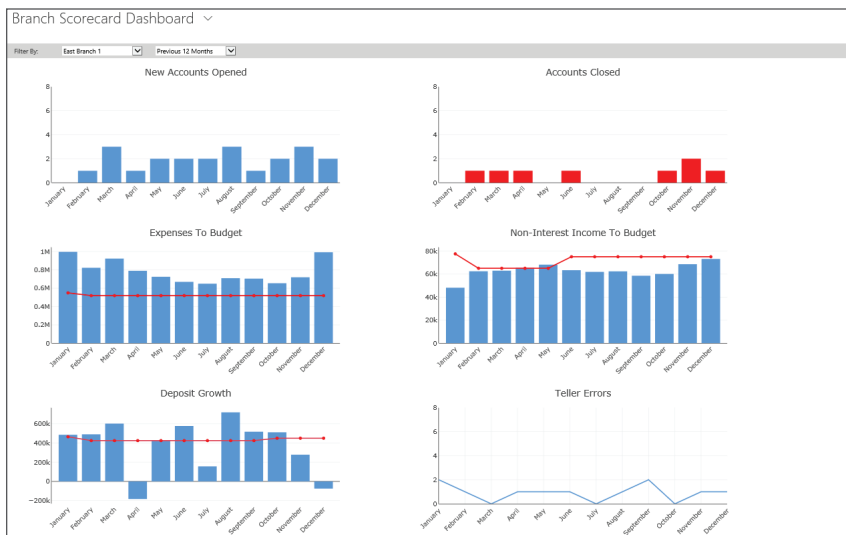 Branch Scorecard Dashboard
Filter By: East Branch 1 Previous 12 Months
New Accounts Opened
8
6
4
2
0
January February March April May June July August September October November December
Accounts Closed
8
6
4
2
0
January February March April May June July August September October November December
Expenses To Budget
1M
0.8M
0.6M
0.4M
0.2M
0
January February March April May June July August September October November December
Non-Interest Income To Budget
80k
60k
40k
20k
0
January February March April May June July August September October November December
Deposit Growth
600k
400k
200k
0
−200k
January February March April May June July August September October November December
Teller Errors
8
6
4
2
0
January February March April May June July August September October November December